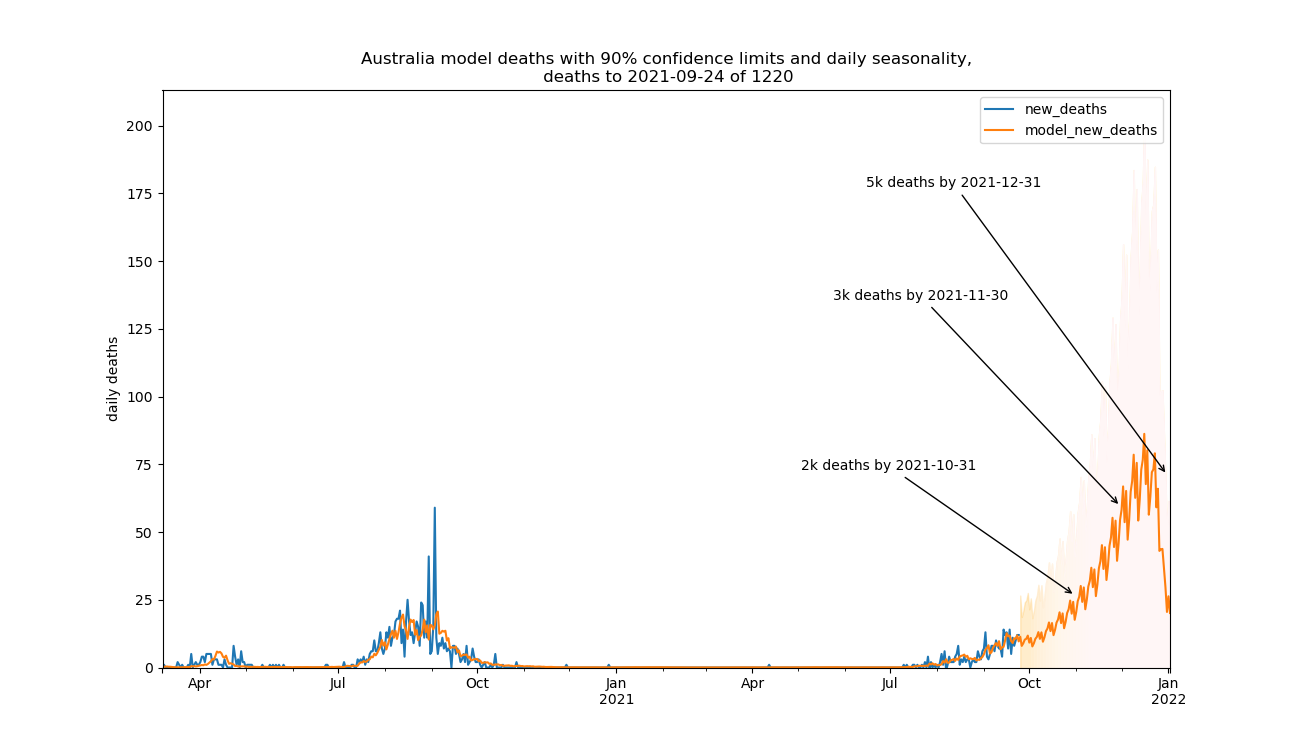 Australia model deaths with 90% confidence limits and daily seasonality,
deaths to 2021-09-24 of 1220
new_deaths
model_new_deaths
200
175
150
125
100
75
50
25
0
daily deaths
5k deaths by 2021-12-31
3k deaths by 2021-11-30
2k deaths by 2021-10-31
Apr
Jul
Oct
Jan
2021
Apr
Jul
Oct
Jan
2022